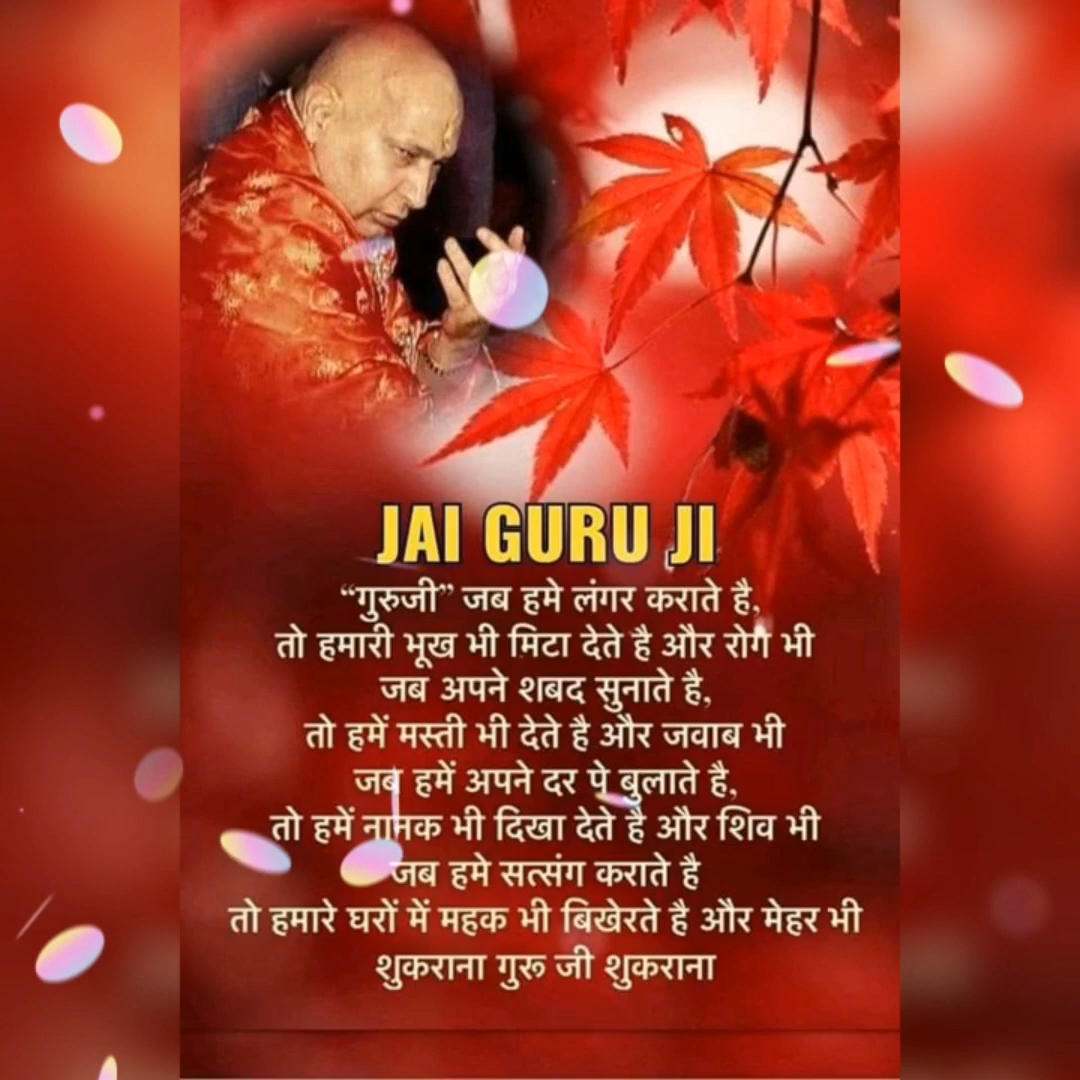 JAI GURU JI
“गुरुजी” जब हमे लंगर कराते है,
तो हमारी भूख भी मिटा देते है और रोग भी
जब अपने शबद सुनाते है,
तो हमें मस्ती भी देते है और जवाब भी
जब हमें अपने दर पे बुलाते है,
तो हमें नानक भी दिखा देते है और शिव भी
जब हमे सत्संग कराते है
तो हमारे घरों में महक भी बिखेरते है और मेहर भी
शुकराना गुरू जी शुकराना